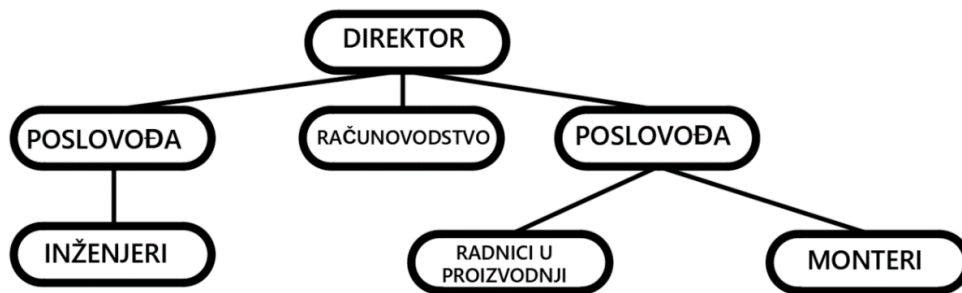 DIREKTOR
POSLOVOĐA
RAČUNOVODSTVO
POSLOVOĐA
INŽENJERI
RADNICI U
PROIZVODNJI
MONTERI